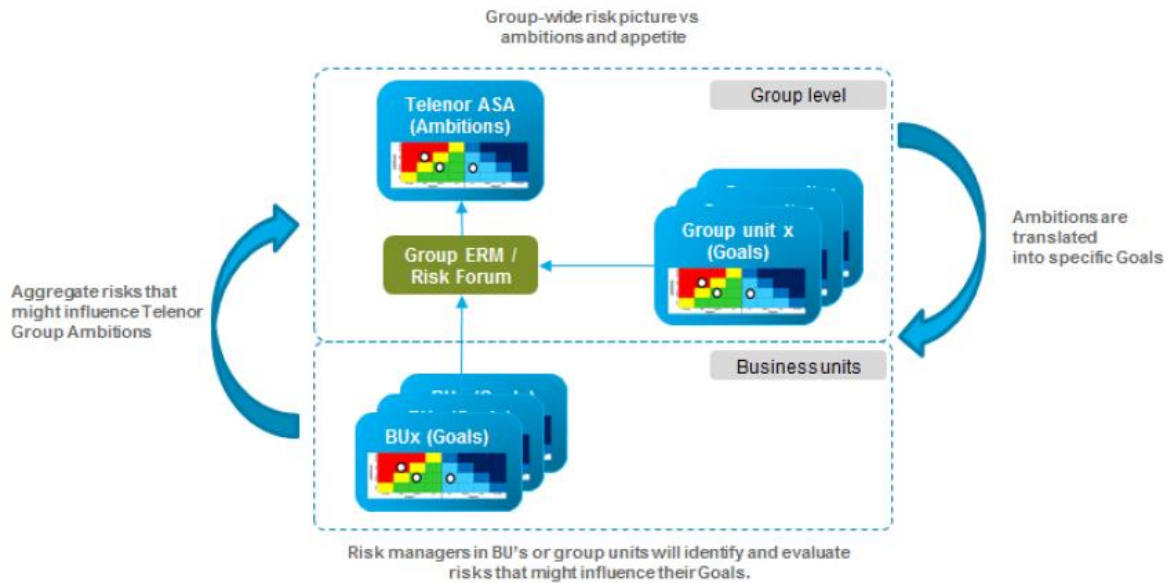 Group-wide risk picture vs
ambitions and appetite
Group level
Telenor ASA
(Ambitions)
Group unit x
(Goals)
Group ERM /
Risk Forum
Ambitions are
translated
into specific Goals
Aggregate risks that
might influence Telenor
Group Ambitions
Business units
BUx (Goals)
Risk managers in BU's or group units will identify and evaluate
risks that might influence their Goals.